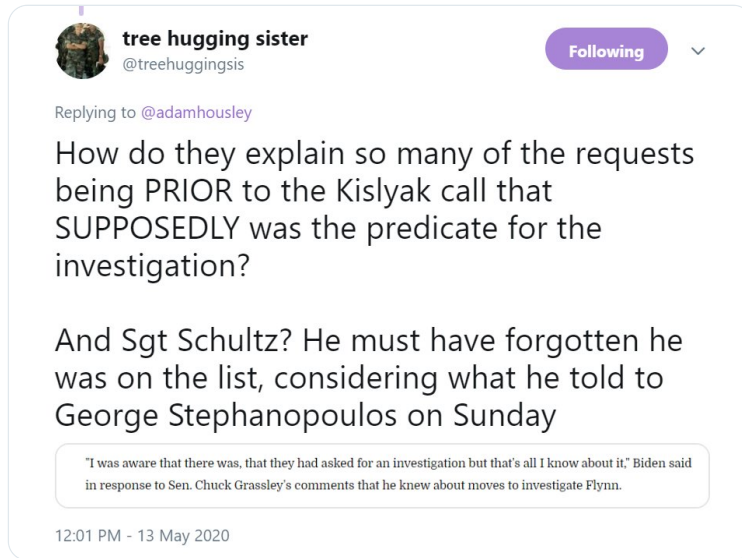 tree hugging sister
@treehuggingsis
Following
Replying to @adamhousley
How do they explain so many of the requests
being PRIOR to the Kislyak call that
SUPPOSEDLY was the predicate for the
investigation?
And Sgt Schultz? He must have forgotten he
was on the list, considering what he told to
George Stephanopoulos on Sunday
"I was aware that there was, that they had asked for an investigation but that's all I know about it," Biden said
in response to Sen. Chuck Grassley's comments that he knew about moves to investigate Flynn.
12:01 PM - 13 May 2020